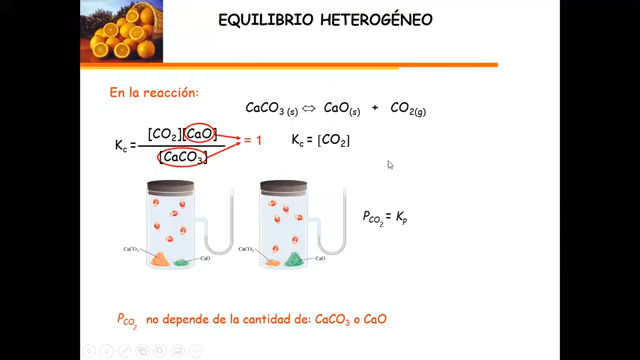 EQUILIBRIO HETEROGÉNEO
En la reacción:
CaCO3 (s) ⇔ CaO(s) + CO2(g)
Kc = [CO2][CaO] / [CaCO3] = 1
Kc = [CO2]
CaCO3 CaO
CaCO3 CaO
PCO2 = Kp
PCO2 no depende de la cantidad de: CaCO3 o CaO